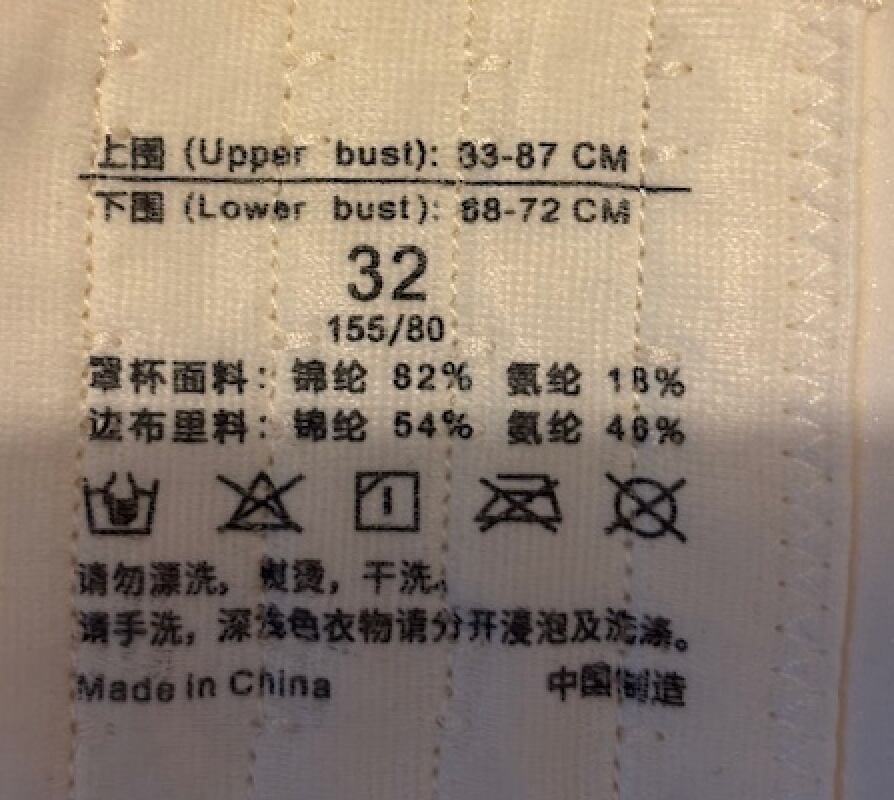 上围 (Upper bust): 83-87 CM
下围 (Lower bust): 68-72 CM
32
155/80
罩杯面料: 锦纶 82% 氨纶 18%
边布里料: 锦纶 54% 氨纶 46%
请勿漂洗, 熨烫, 干洗。
请手洗, 深浅色衣物请分开浸泡及洗涤。
Made in China 中国制造